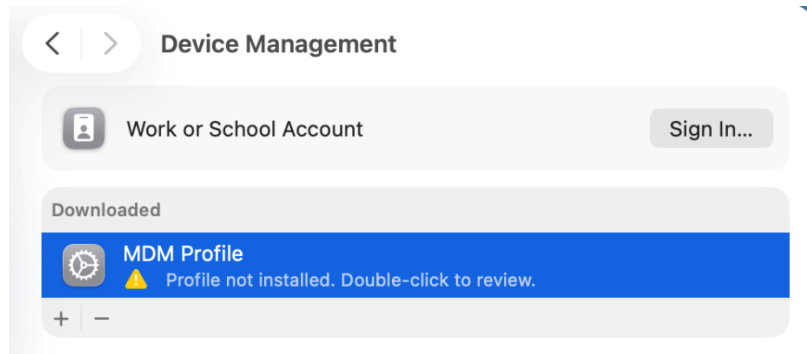 Device Management
Work or School Account
Sign In...
Downloaded
MDM Profile
Profile not installed. Double-click to review.